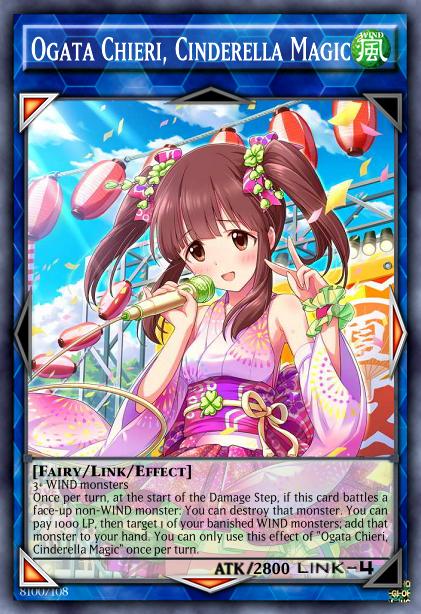 OGATA CHIERI, CINDERELLA MAGIC
WIND
風
[FAIRY/LINK/EFFECT]
3+ WIND monsters
Once per turn, at the start of the Damage Step, if this card battles a
face-up non-WIND monster: You can destroy that monster. You can
pay 1000 LP, then target 1 of your banished WIND monsters; add that
monster to your hand. You can only use this effect of "Ogata Chieri,
Cinderella Magic" once per turn.
ATK/2800 LINK-4
81007108